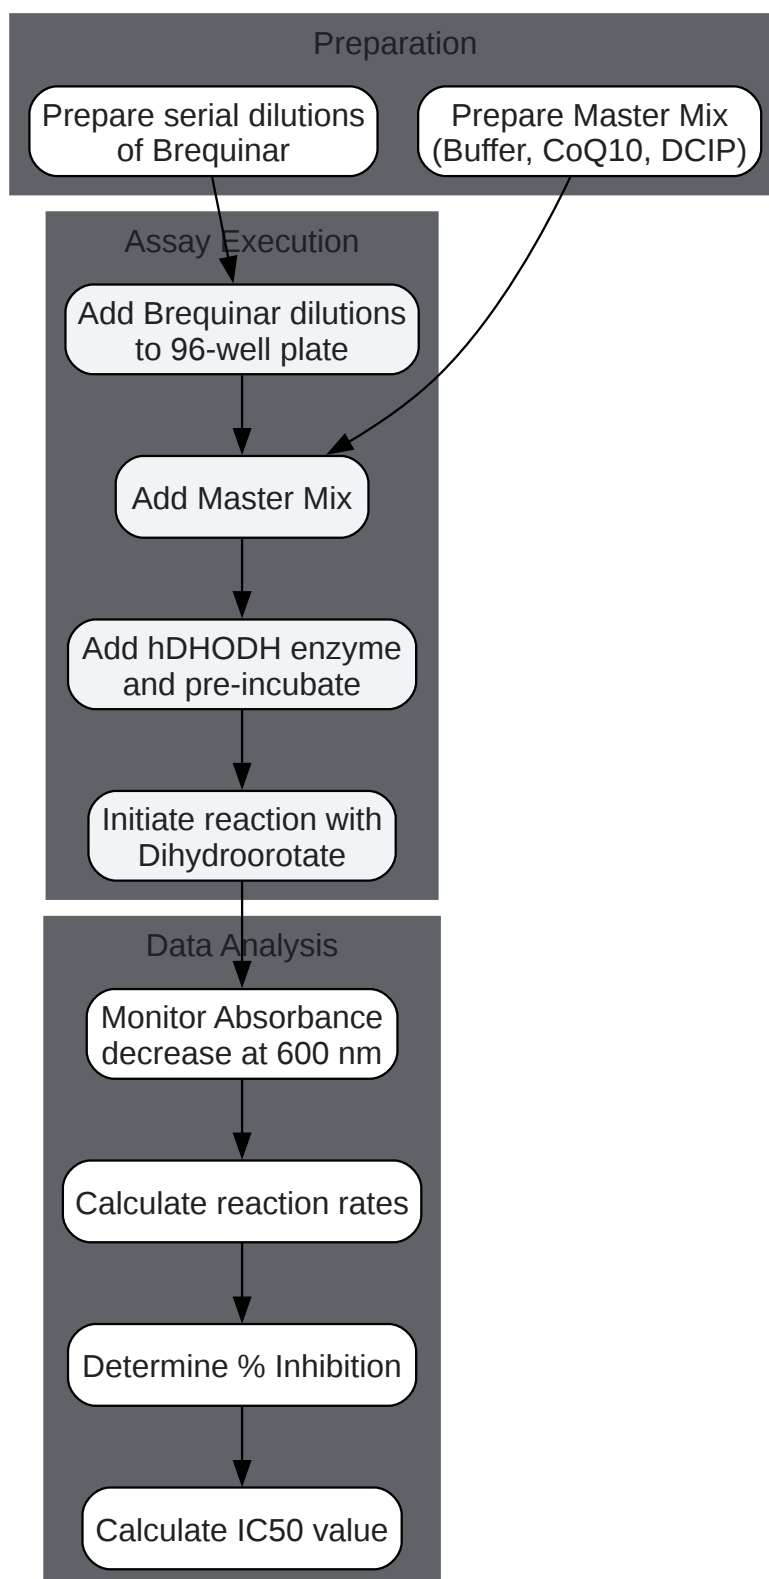 Preparation
Prepare serial dilutions
of Brequinar
Prepare Master Mix
(Buffer, CoQ10, DCIP)
Assay Execution
Add Brequinar dilutions
to 96-well plate
Add Master Mix
Add hDHODH enzyme
and pre-incubate
Initiate reaction with
Dihydroorotate
Data Analysis
Monitor Absorbance
decrease at 600 nm
Calculate reaction rates
Determine % Inhibition
Calculate IC50 value